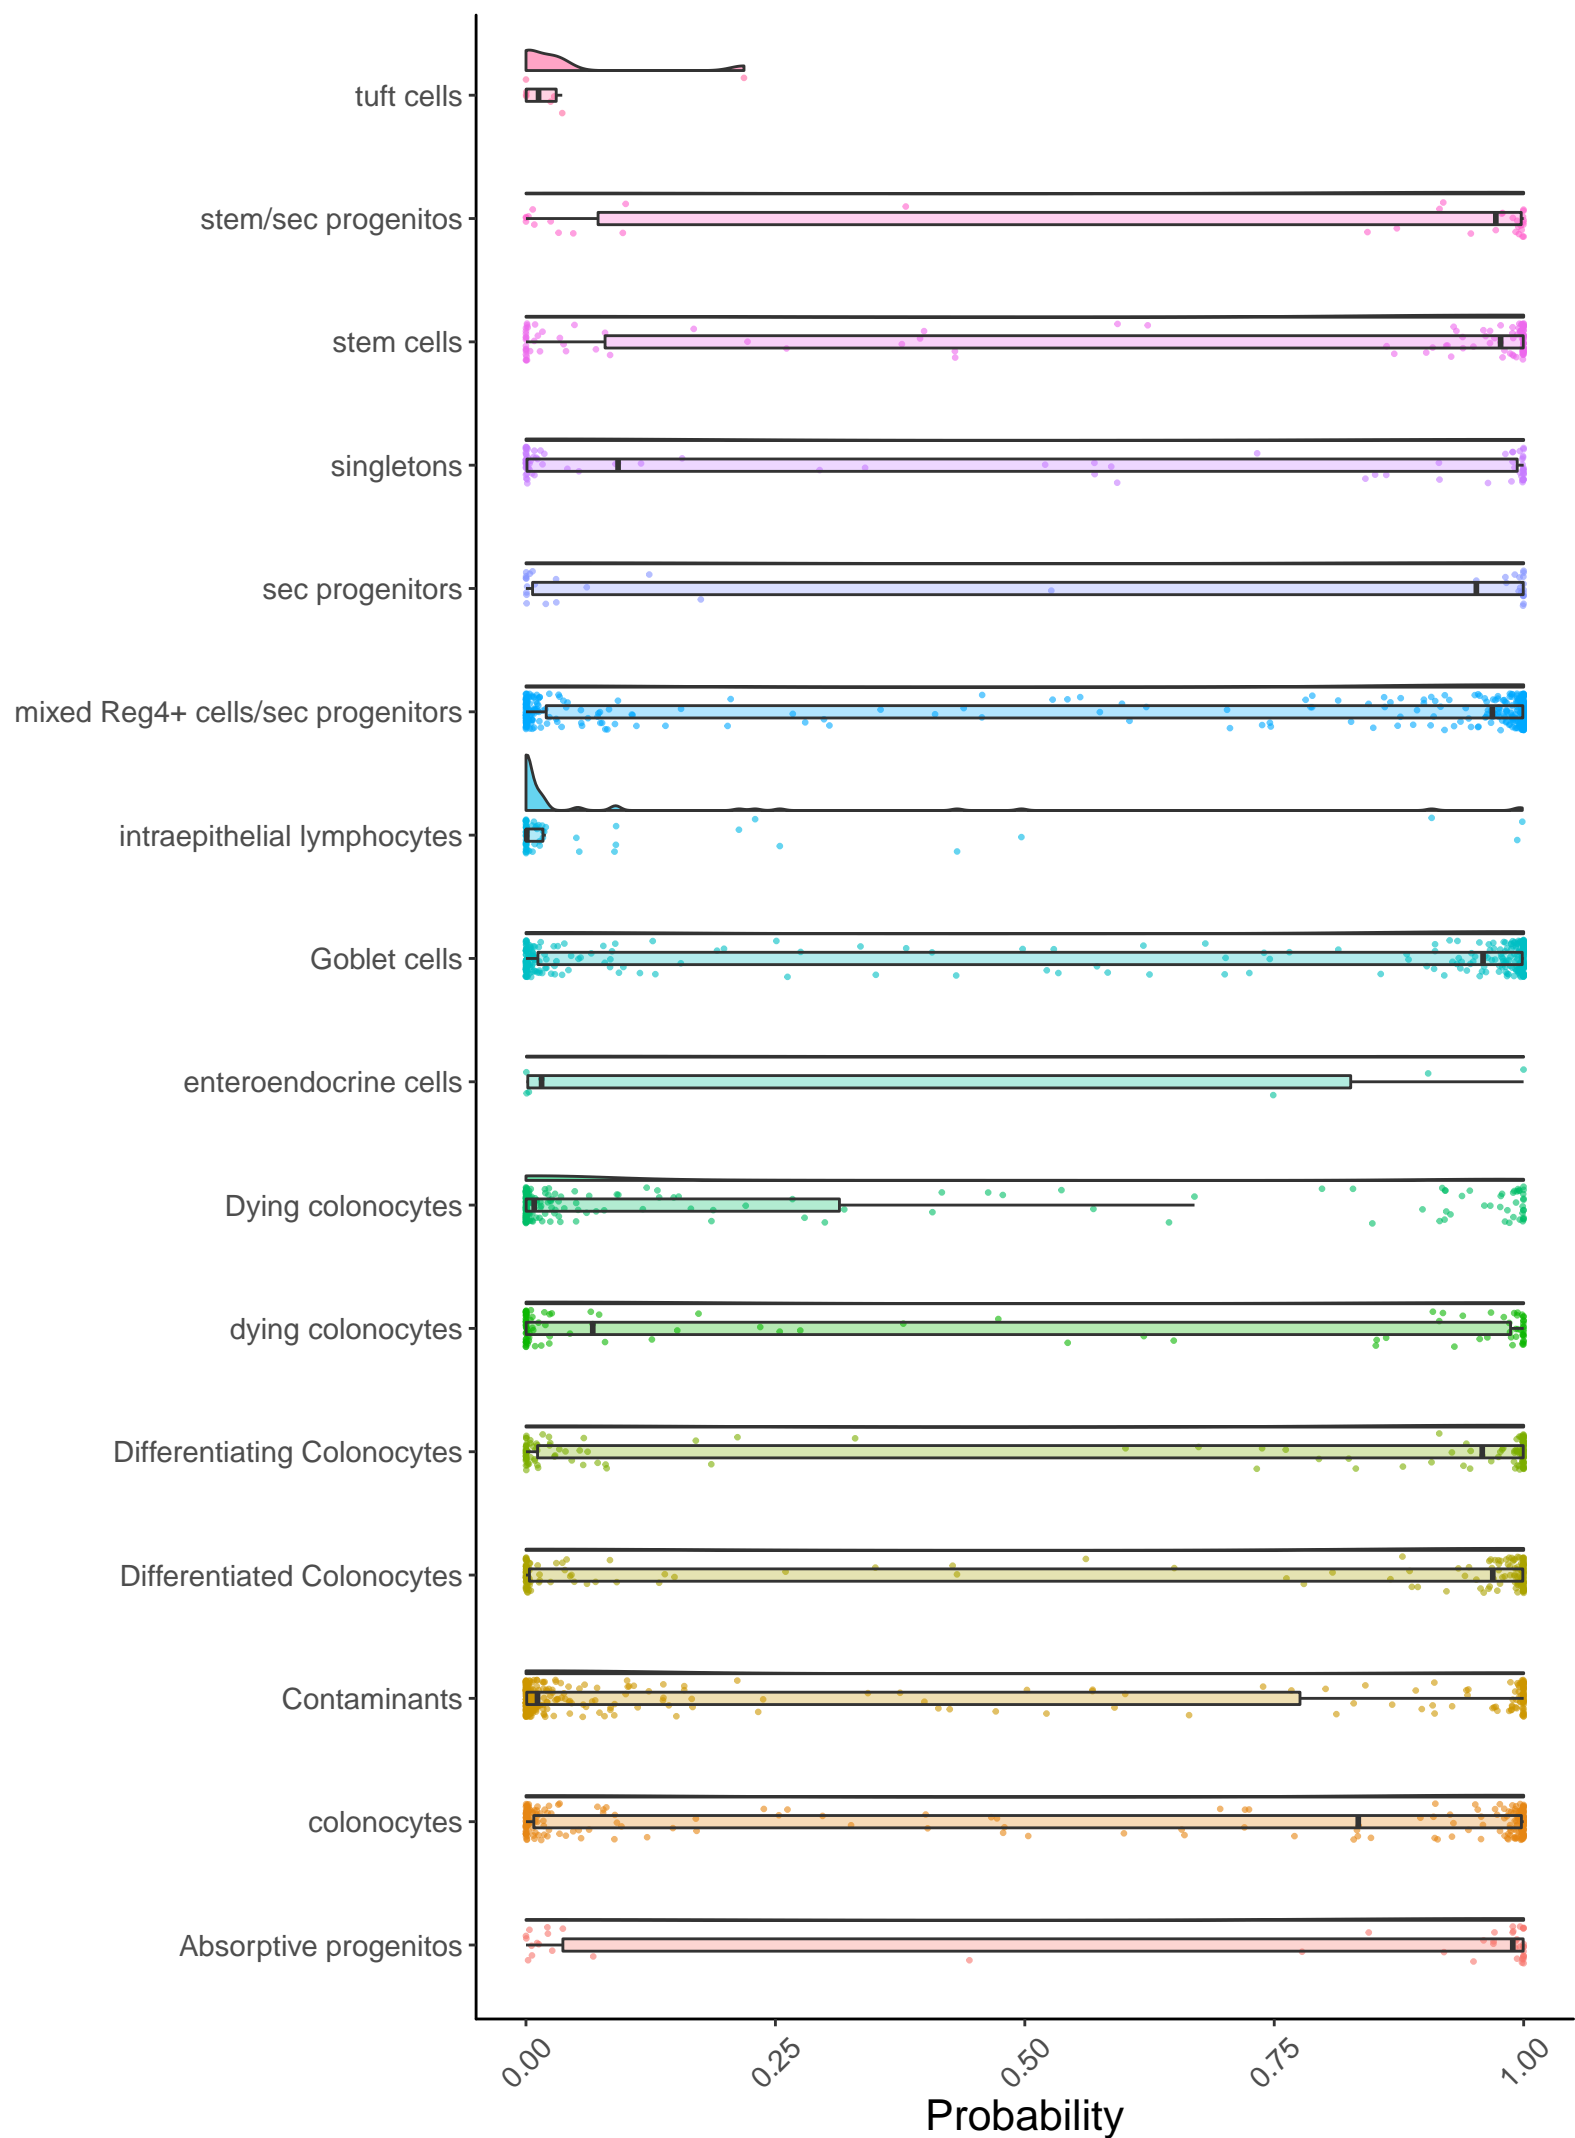 tuft cells
stem/sec progenitos
stem cells
singletons
sec progenitors
mixed Reg4+ cells/sec progenitors
intraepithelial lymphocytes
Goblet cells
enteroendocrine cells
Dying colonocytes
dying colonocytes
Differentiating Colonocytes
Differentiated Colonocytes
Contaminants
colonocytes
Absorptive progenitos
0.00 0.25 0.50 0.75 1.00
Probability